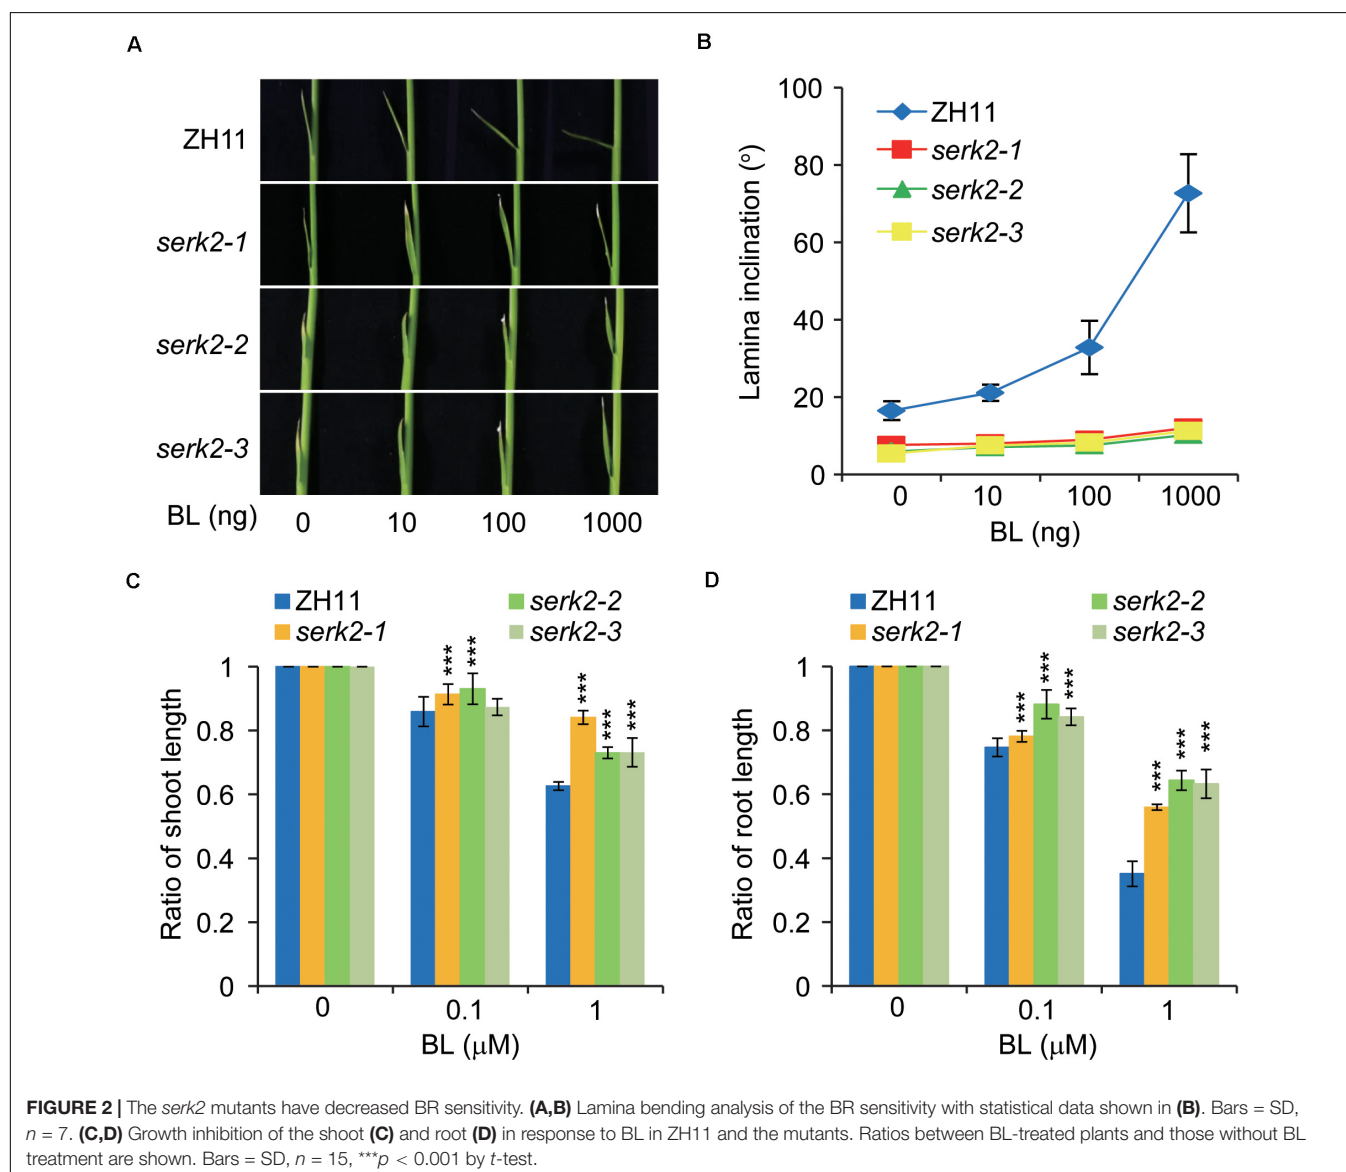 A
ZH11
serk2-1
serk2-2
serk2-3
BL (ng)
0 10 100 1000
B
Lamina inclination (°)
100
80
60
40
20
0
ZH11
serk2-1
serk2-2
serk2-3
0 10 100 1000
BL (ng)
C
ZH11 serk2-2
serk2-1 serk2-3
Ratio of shoot length
1
0.8
0.6
0.4
0.2
0
*** *** *** *** ***
0 0.1 1
BL (μM)
D
ZH11 serk2-2
serk2-1 serk2-3
Ratio of root length
1
0.8
0.6
0.4
0.2
0
*** *** *** *** *** ***
0 0.1 1
BL (μM)
FIGURE 2 | The serk2 mutants have decreased BR sensitivity. (A,B) Lamina bending analysis of the BR sensitivity with statistical data shown in (B). Bars = SD,
n = 7. (C,D) Growth inhibition of the shoot (C) and root (D) in response to BL in ZH11 and the mutants. Ratios between BL-treated plants and those without BL
treatment are shown. Bars = SD, n = 15, ***p < 0.001 by t-test.